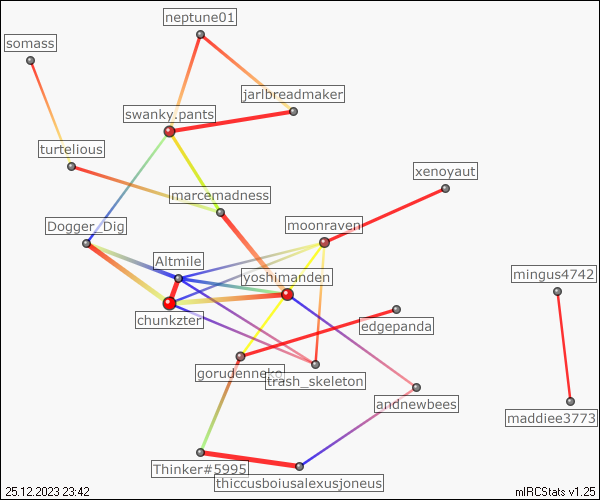 neptune01
somass
jarlbreadmaker
swanky.pants
turtelious
xenoyaut
marcemadness
moonraven
Dogger_Dig
Altmile
mingus4742
yoshimanden
chunkzter
edgepanda
gorudenneko
trash_skeleton
andnewbees
maddiee3773
Thinker#5995
thiccusboiusalexusjoneus
25.12.2023 23:42
mIRCStats v1.25